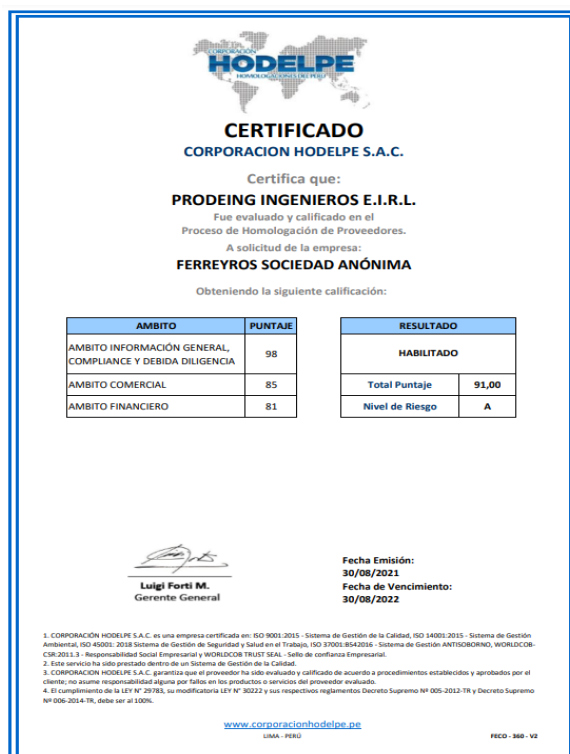 CORPORACIÓN
HODELPE
HOMOLOGACIONES DEL PERÚ
CERTIFICADO
CORPORACION HODELPE S.A.C.
Certifica que:
PRODEING INGENIEROS E.I.R.L.
Fue evaluado y calificado en el
Proceso de Homologación de Proveedores.
A solicitud de la empresa:
FERREYROS SOCIEDAD ANÓNIMA
Obteniendo la siguiente calificación:
AMBITO PUNTAJE
AMBITO INFORMACIÓN GENERAL,
COMPLIANCE Y DEBIDA DILIGENCIA 98
AMBITO COMERCIAL 85
AMBITO FINANCIERO 81
RESULTADO
HABILITADO
Total Puntaje 91,00
Nivel de Riesgo A
Luigi Forti M.
Gerente General
Fecha Emisión:
30/08/2021
Fecha de Vencimiento:
30/08/2022
1. CORPORACIÓN HODELPE S.A.C. es una empresa certificada en: ISO 9001:2015 - Sistema de Gestión de la Calidad, ISO 14001:2015 - Sistema de Gestión
Ambiental, ISO 45001: 2018 Sistema de Gestión de Seguridad y Salud en el Trabajo, ISO 37001:BS42016 - Sistema de Gestión ANTISOBORNO, WORLDCOB-
CSR:2011.3 - Responsabilidad Social Empresarial y WORLDCOB TRUST SEAL - Sello de confianza Empresarial.
2. Este servicio ha sido prestado dentro de un Sistema de Gestión de la Calidad.
3. CORPORACION HODELPE S.A.C. garantiza que el proveedor ha sido evaluado y calificado de acuerdo a procedimientos establecidos y aprobados por el
cliente; no asume responsabilidad alguna por fallos en los productos o servicios del proveedor evaluado.
4. El cumplimiento de la LEY N° 29783, su modificatoria LEY N° 30222 y sus respectivos reglamentos Decreto Supremo Nº 005-2012-TR y Decreto Supremo
Nº 006-2014-TR, debe ser al 100%.
www.corporacionhodelpe.pe
LIMA - PERÚ
FECO - 360 - V2